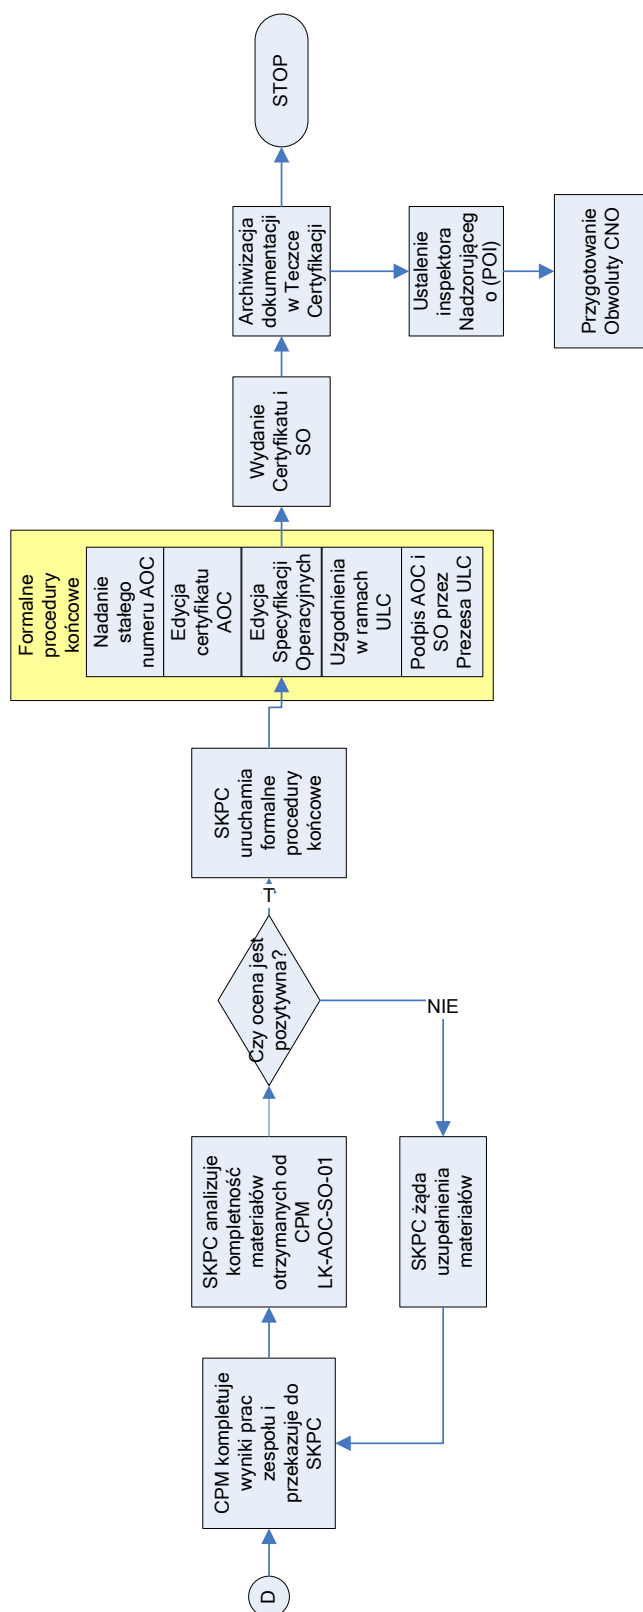 D
CPM kompletuje
wyniki prac
zespołu i
przekazuje do
SKPC
SKPC analizuje
kompletność
materiałów
otrzymanych od
CPM
LK-AOC-SO-01
Czy ocena jest
pozytywna?
NIE
SKPC żąda
uzupełnienia
materiałów
T
SKPC
uruchamia
formalne
procedury
końcowe
Formalne
procedury
końcowe
Nadanie
stałego
numeru AOC
Edycja
certyfikatu
AOC
Edycja
Specyfikacji
Operacyjnych
Uzgodnienia
w ramach
ULC
Podpis AOC i
SO przez
Prezesa ULC
Wydanie
Certyfikatu i
SO
Archiwizacja
dokumentacji
w Teczce
Certyfikacji
STOP
Ustalenie
inspektora
Nadzorująceg
o (POI)
Przygotowanie
Obwoluty CNO